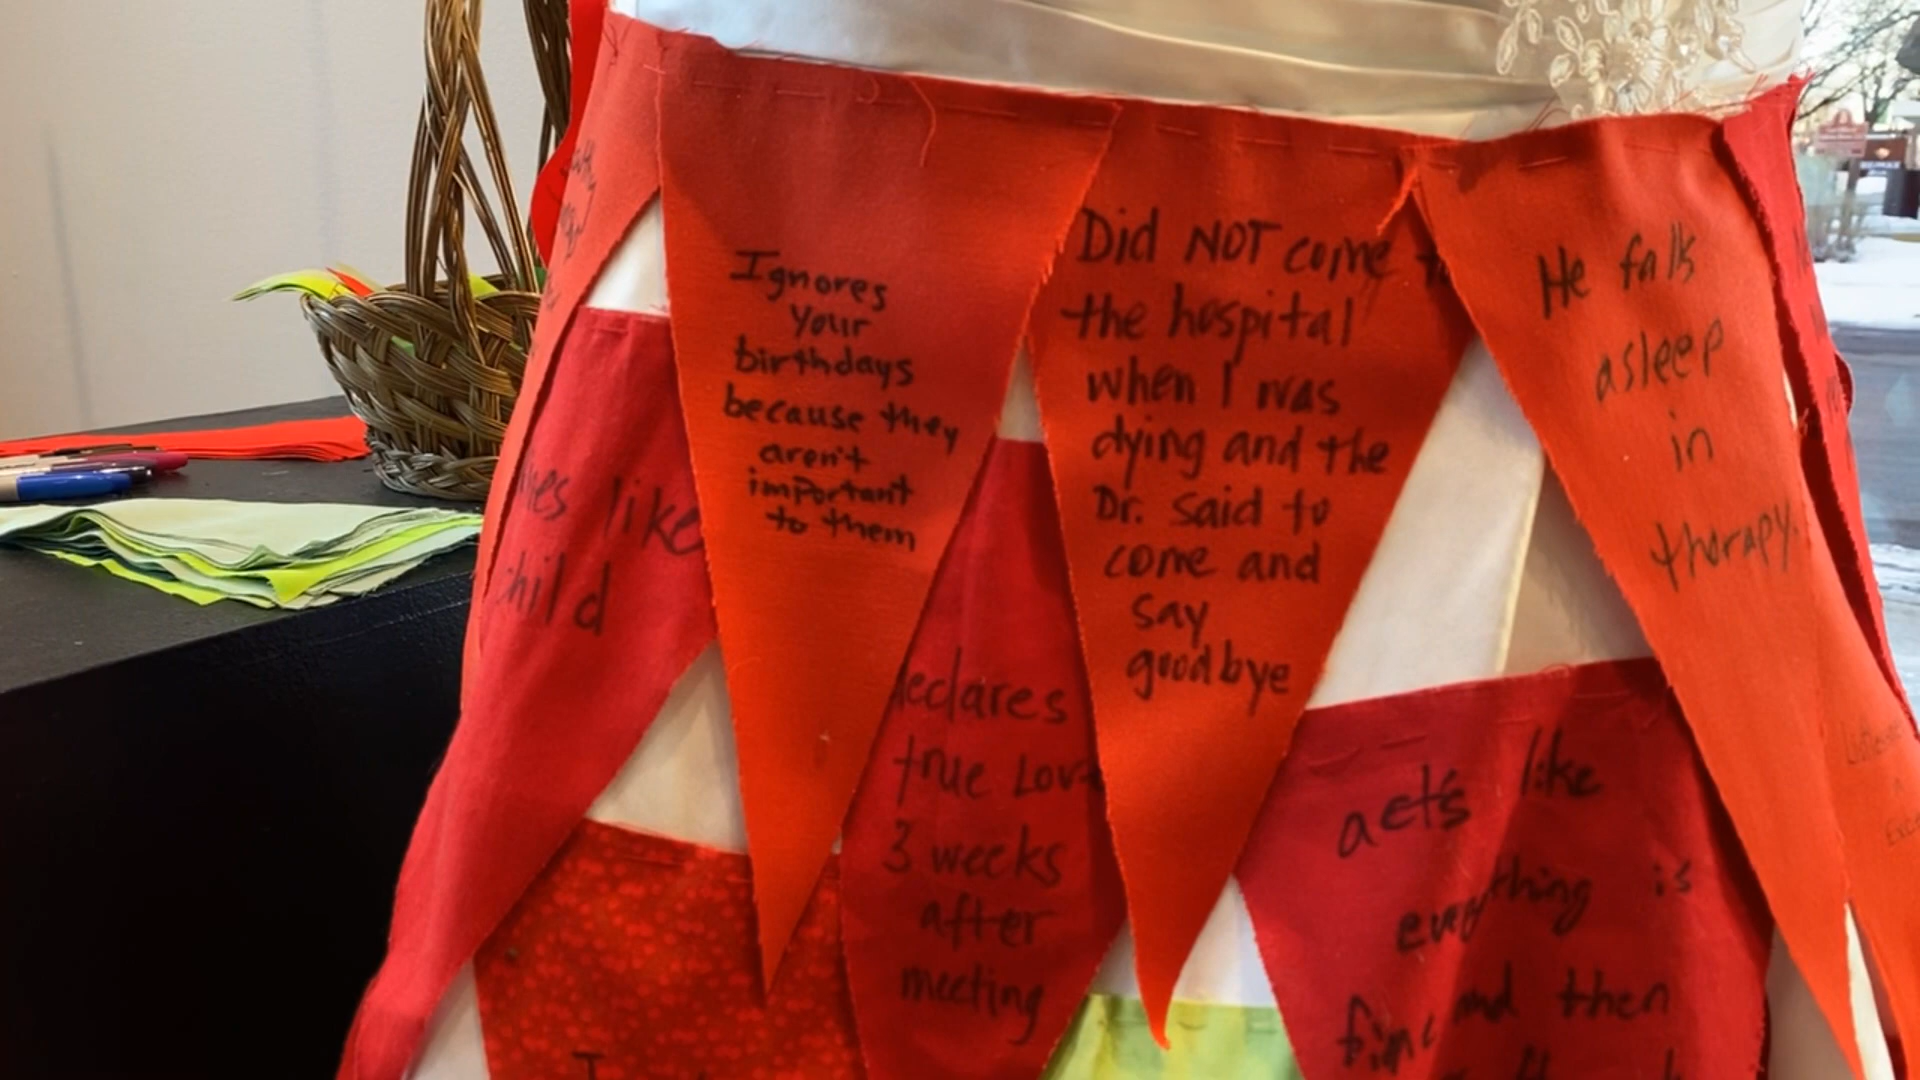 Ignores
your
birthdays
because they
aren't
important
to them
Did NOT come to
the hospital
when I was
dying and the
Dr. said to
come and
say
goodbye
He falls
asleep
in
therapy.
like
child
declares
true Love
3 weeks
after
meeting
acts like
everything is
fine and then
I